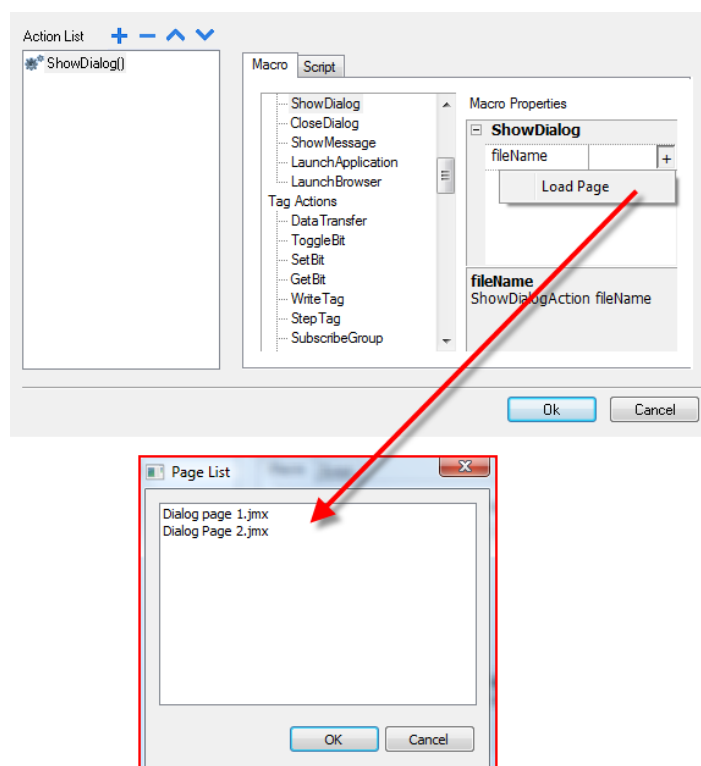 Action List
ShowDialog()
Macro
Script
ShowDialog
CloseDialog
ShowMessage
LaunchApplication
LaunchBrowser
Tag Actions
DataTransfer
ToggleBit
SetBit
GetBit
WriteTag
StepTag
SubscribeGroup
Macro Properties
ShowDialog
fileName
Load Page
fileName
ShowDialogAction fileName
Ok
Cancel
Page List
Dialog page 1.jmx
Dialog Page 2.jmx
OK
Cancel